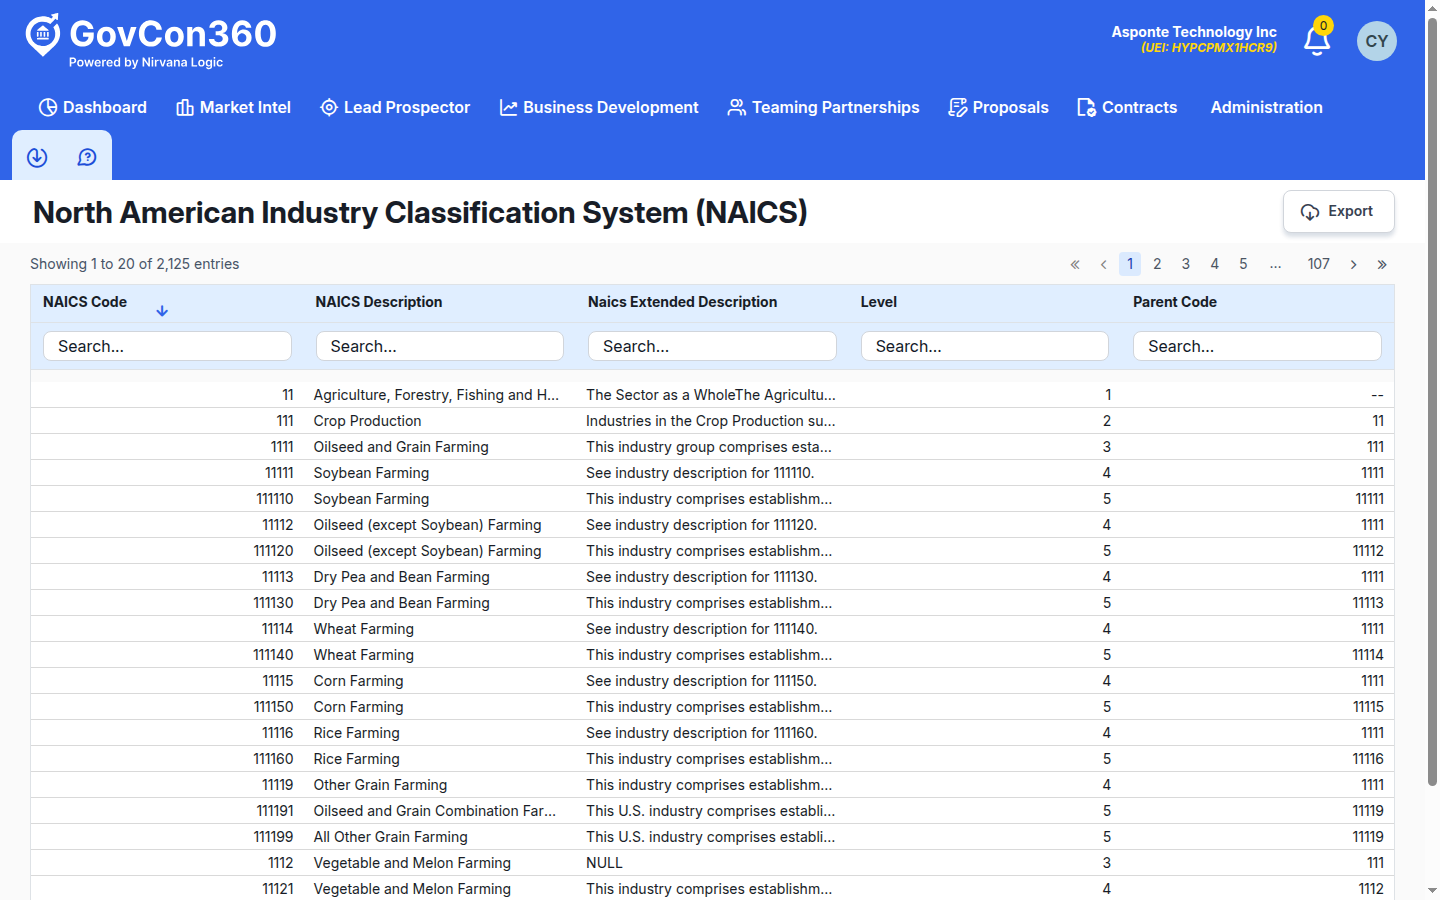 GovCon360
Powered by Nirvana Logic
Asponte Technology Inc
(UEI: HYPCPMX1HCR9)
0
CY
Dashboard Market Intel Lead Prospector Business Development Teaming Partnerships Proposals Contracts Administration
North American Industry Classification System (NAICS)
Export
Showing 1 to 20 of 2,125 entries
« ‹ 1 2 3 4 5 ... 107 › »
NAICS Code NAICS Description Naics Extended Description Level Parent Code
Search... Search... Search... Search... Search...
11 Agriculture, Forestry, Fishing and H... The Sector as a WholeThe Agricultu... 1 --
111 Crop Production Industries in the Crop Production su... 2 11
1111 Oilseed and Grain Farming This industry group comprises esta... 3 111
11111 Soybean Farming See industry description for 111110. 4 1111
111110 Soybean Farming This industry comprises establishm... 5 11111
11112 Oilseed (except Soybean) Farming See industry description for 111120. 4 1111
111120 Oilseed (except Soybean) Farming This industry comprises establishm... 5 11112
11113 Dry Pea and Bean Farming See industry description for 111130. 4 1111
111130 Dry Pea and Bean Farming This industry comprises establishm... 5 11113
11114 Wheat Farming See industry description for 111140. 4 1111
111140 Wheat Farming This industry comprises establishm... 5 11114
11115 Corn Farming See industry description for 111150. 4 1111
111150 Corn Farming This industry comprises establishm... 5 11115
11116 Rice Farming See industry description for 111160. 4 1111
111160 Rice Farming This industry comprises establishm... 5 11116
11119 Other Grain Farming This industry comprises establishm... 4 1111
111191 Oilseed and Grain Combination Far... This U.S. industry comprises establi... 5 11119
111199 All Other Grain Farming This U.S. industry comprises establi... 5 11119
1112 Vegetable and Melon Farming NULL 3 111
11121 Vegetable and Melon Farming This industry comprises establishm... 4 1112